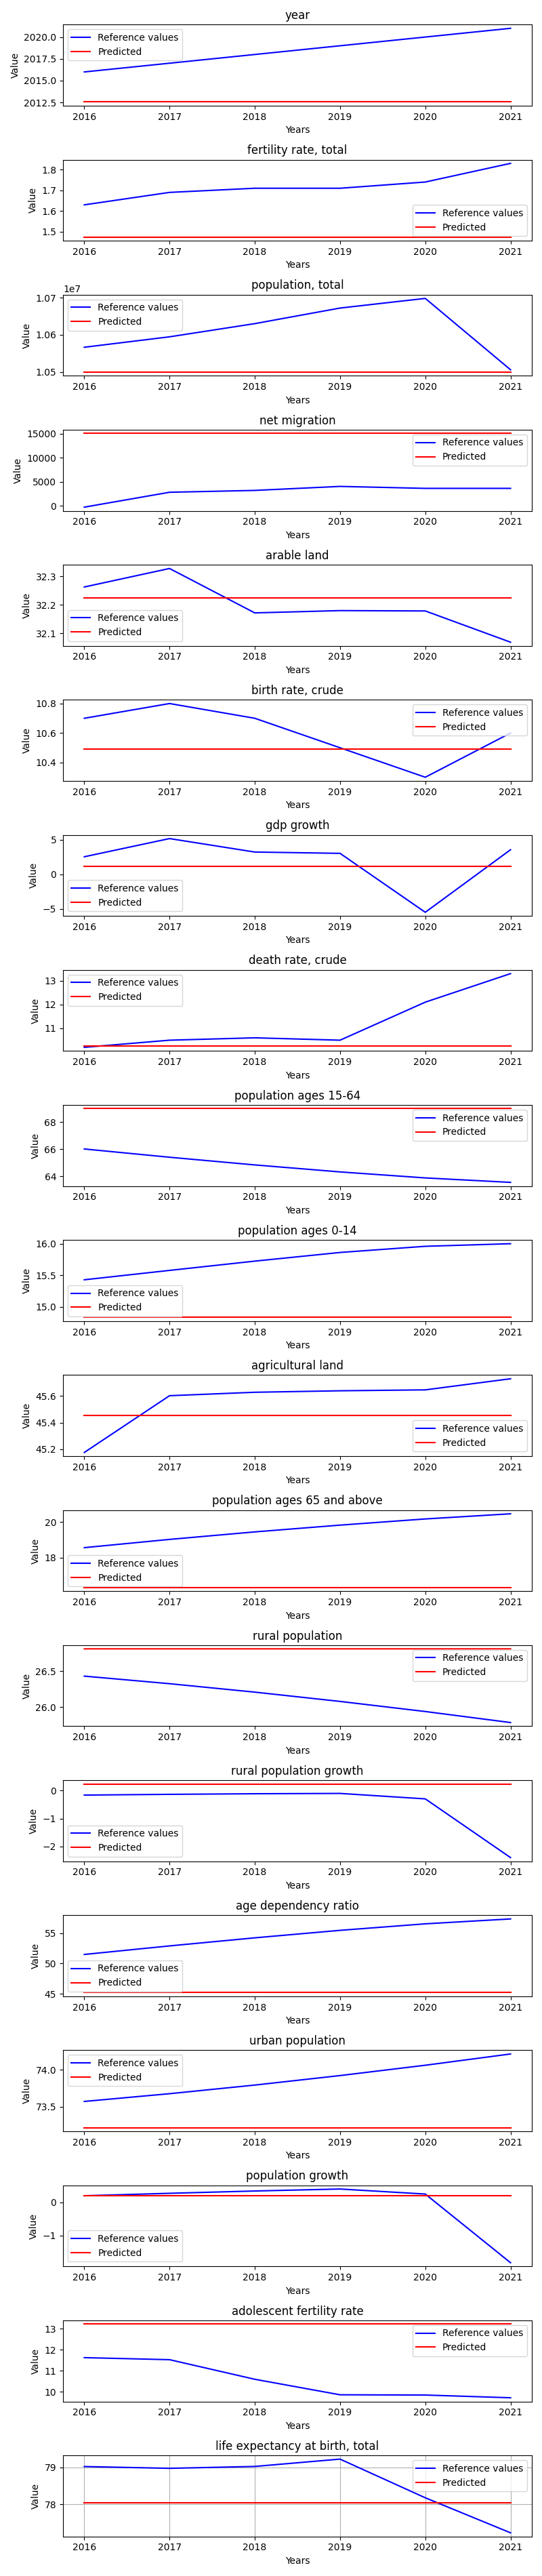 year
2020.0
2017.5
2015.0
2012.5
Value
Reference values
Predicted
2016 2017 2018 2019 2020 2021
Years
fertility rate, total
1.8
1.7
1.6
1.5
Value
Reference values
Predicted
2016 2017 2018 2019 2020 2021
Years
population, total
1e7
1.07
1.06
1.05
Value
Reference values
Predicted
2016 2017 2018 2019 2020 2021
Years
net migration
15000
10000
5000
0
Value
Reference values
Predicted
2016 2017 2018 2019 2020 2021
Years
arable land
32.3
32.2
32.1
Value
Reference values
Predicted
2016 2017 2018 2019 2020 2021
Years
birth rate, crude
10.8
10.6
10.4
Value
Reference values
Predicted
2016 2017 2018 2019 2020 2021
Years
gdp growth
5
0
−5
Value
Reference values
Predicted
2016 2017 2018 2019 2020 2021
Years
death rate, crude
13
12
11
Value
Reference values
Predicted
2016 2017 2018 2019 2020 2021
Years
population ages 15-64
68
66
64
Value
Reference values
Predicted
2016 2017 2018 2019 2020 2021
Years
population ages 0-14
16.0
15.5
15.0
Value
Reference values
Predicted
2016 2017 2018 2019 2020 2021
Years
agricultural land
45.6
45.4
45.2
Value
Reference values
Predicted
2016 2017 2018 2019 2020 2021
Years
population ages 65 and above
20
18
Value
Reference values
Predicted
2016 2017 2018 2019 2020 2021
Years
rural population
26.5
26.0
Value
Reference values
Predicted
2016 2017 2018 2019 2020 2021
Years
rural population growth
0
−1
−2
Value
Reference values
Predicted
2016 2017 2018 2019 2020 2021
Years
age dependency ratio
55
50
45
Value
Reference values
Predicted
2016 2017 2018 2019 2020 2021
Years
urban population
74.0
73.5
Value
Reference values
Predicted
2016 2017 2018 2019 2020 2021
Years
population growth
0
−1
Value
Reference values
Predicted
2016 2017 2018 2019 2020 2021
Years
adolescent fertility rate
13
12
11
10
Value
Reference values
Predicted
2016 2017 2018 2019 2020 2021
Years
life expectancy at birth, total
79
78
Value
Reference values
Predicted
2016 2017 2018 2019 2020 2021
Years